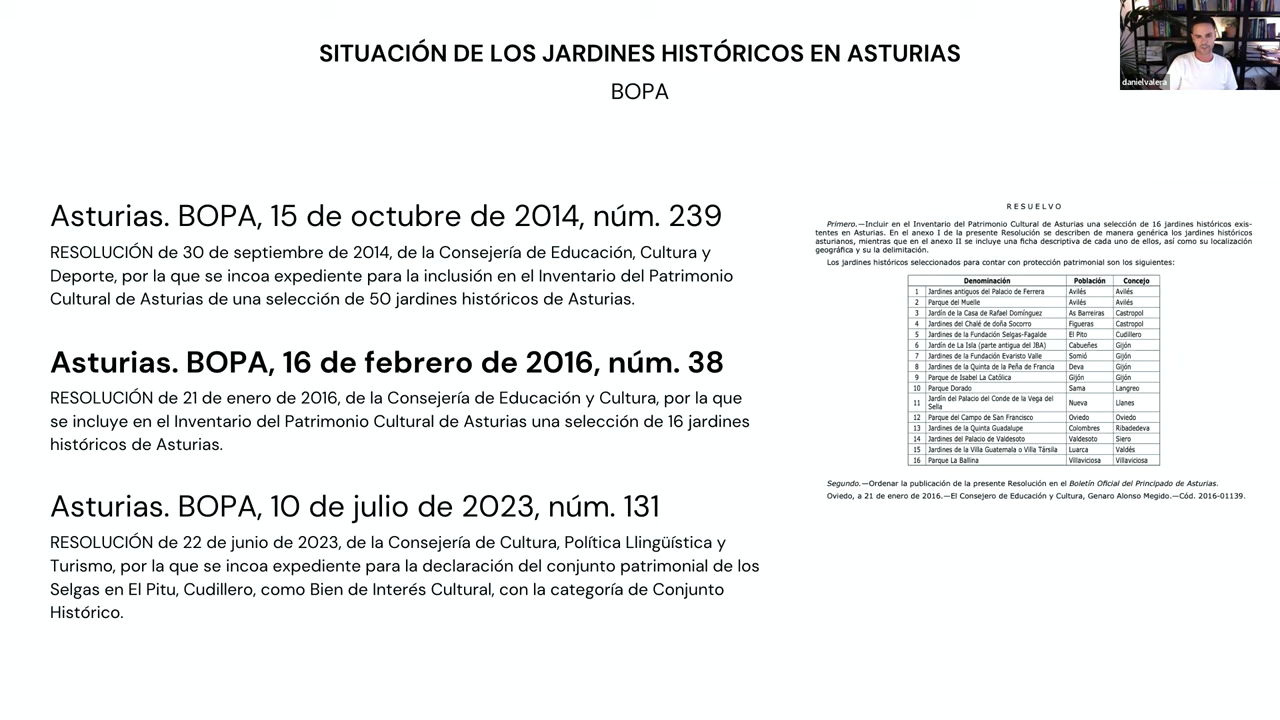 SITUACIÓN DE LOS JARDINES HISTÓRICOS EN ASTURIAS
BOPA
danielvalera
Asturias. BOPA, 15 de octubre de 2014, núm. 239
RESOLUCIÓN de 30 de septiembre de 2014, de la Consejería de Educación, Cultura y
Deporte, por la que se incoa expediente para la inclusión en el Inventario del Patrimonio
Cultural de Asturias de una selección de 50 jardines históricos de Asturias.
Asturias. BOPA, 16 de febrero de 2016, núm. 38
RESOLUCIÓN de 21 de enero de 2016, de la Consejería de Educación y Cultura, por la que
se incluye en el Inventario del Patrimonio Cultural de Asturias una selección de 16 jardines
históricos de Asturias.
Asturias. BOPA, 10 de julio de 2023, núm. 131
RESOLUCIÓN de 22 de junio de 2023, de la Consejería de Cultura, Política Llingüística y
Turismo, por la que se incoa expediente para la declaración del conjunto patrimonial de los
Selgas en El Pitu, Cudillero, como Bien de Interés Cultural, con la categoría de Conjunto
Histórico.
RESUELVO
Primero.—Incluir en el Inventario del Patrimonio Cultural de Asturias una selección de 16 jardines históricos exis-
tentes en Asturias. En el anexo I de la presente Resolución se describen de manera genérica los jardines históricos
asturianos, mientras que en el anexo II se incluye una ficha descriptiva de cada uno de ellos, así como su localización
geográfica y su la delimitación.
Los jardines históricos seleccionados para contar con protección patrimonial son los siguientes:
Denominación Población Concejo
1 Jardines antiguos del Palacio de Ferrera Avilés Avilés
2 Parque del Muelle Avilés Avilés
3 Jardín de la Casa de Rafael Domínguez As Barreiras Castropol
4 Jardines del Chalé de doña Socorro Figueras Castropol
5 Jardines de la Fundación Selgas-Fagalde El Pito Cudillero
6 Jardín de La Isla (parte antigua del JBA) Cabueñes Gijón
7 Jardines de la Fundación Evaristo Valle Somió Gijón
8 Jardines de la Quinta de la Peña de Francia Deva Gijón
9 Parque de Isabel La Católica Gijón Gijón
10 Parque Dorado Sama Langreo
11 Jardín del Palacio del Conde de la Vega del
Sella Nueva Llanes
12 Parque del Campo de San Francisco Oviedo Oviedo
13 Jardines de la Quinta Guadalupe Colombres Ribadedeva
14 Jardines del Palacio de Valdesoto Valdesoto Siero
15 Jardines de la Villa Guatemala o Villa Társila Luarca Valdés
16 Parque La Ballina Villaviciosa Villaviciosa
Segundo.—Ordenar la publicación de la presente Resolución en el Boletín Oficial del Principado de Asturias.
Oviedo, a 21 de enero de 2016.—El Consejero de Educación y Cultura, Genaro Alonso Megido.—Cód. 2016-01139.